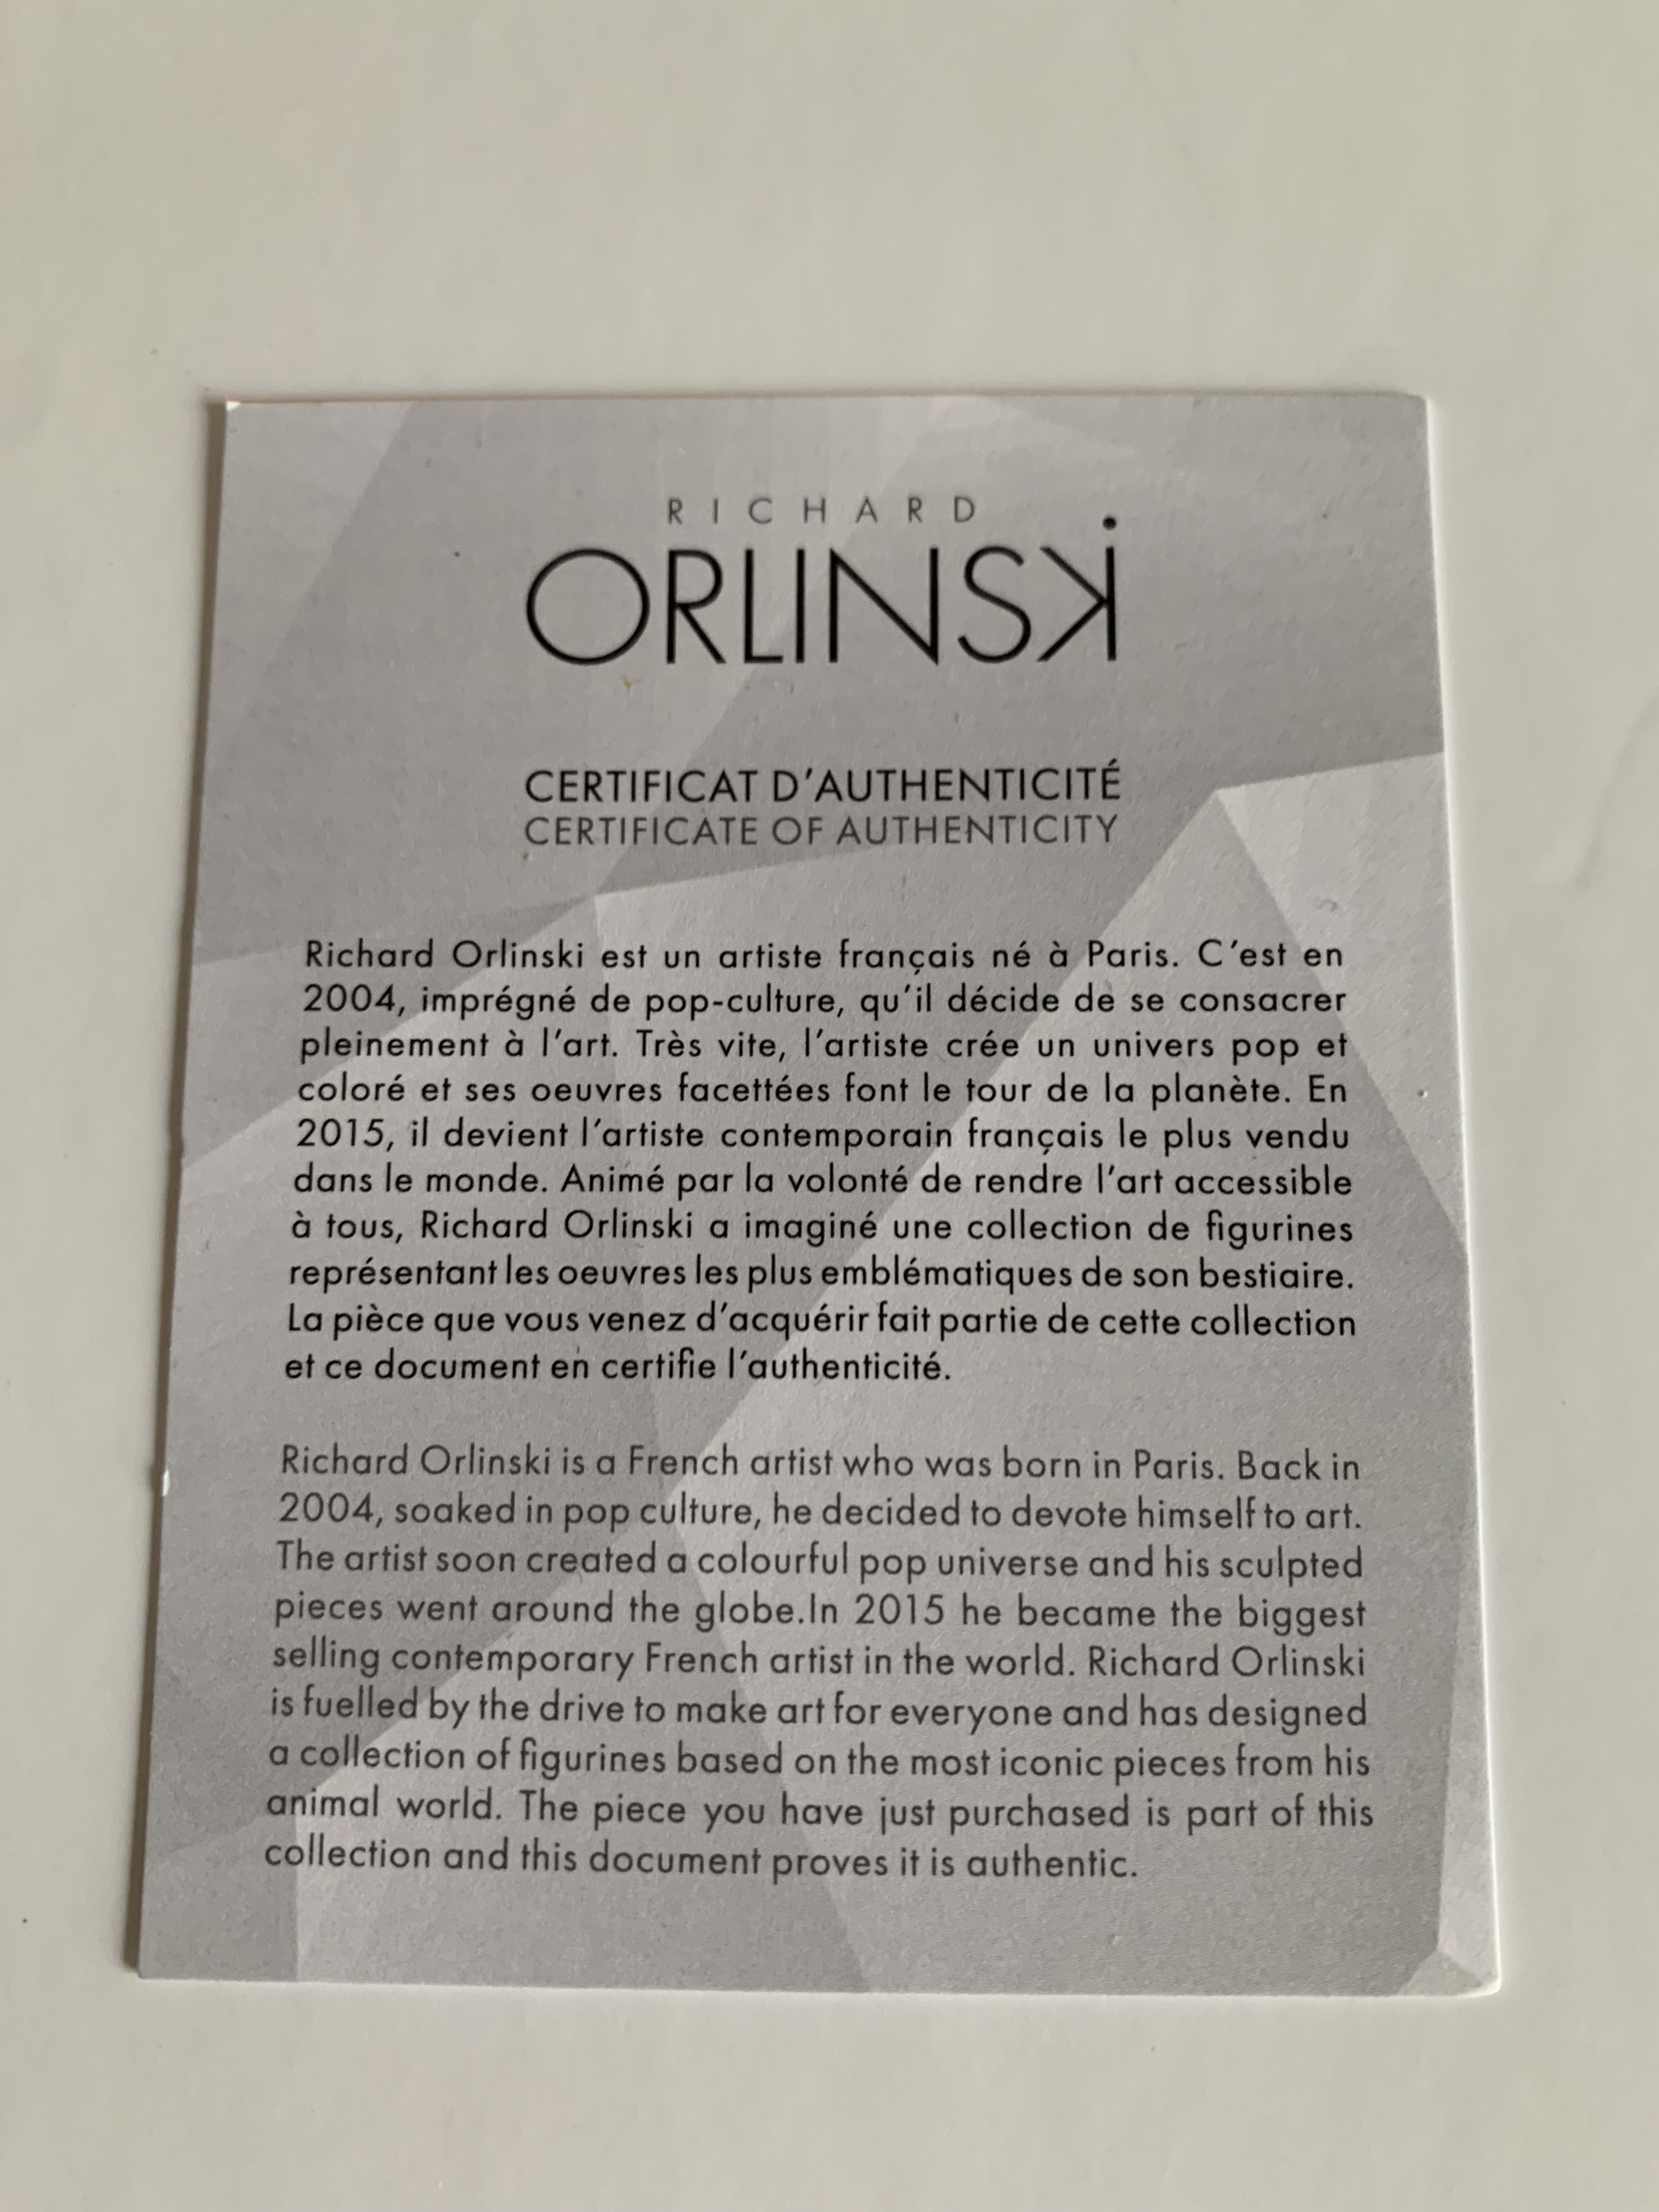 RICHARD
ORLINSKI
CERTIFICAT D'AUTHENTICITÉ
CERTIFICATE OF AUTHENTICITY
Richard Orlinski est un artiste français né à Paris. C'est en
2004, imprégné de pop-culture, qu'il décide de se consacrer
pleinement à l'art. Très vite, l'artiste crée un univers pop et
coloré et ses oeuvres facettées font le tour de la planète. En
2015, il devient l'artiste contemporain français le plus vendu
dans le monde. Animé par la volonté de rendre l'art accessible
à tous, Richard Orlinski a imaginé une collection de figurines
représentant les oeuvres les plus emblématiques de son bestiaire.
La pièce que vous venez d'acquérir fait partie de cette collection
et ce document en certifie l'authenticité.
Richard Orlinski is a French artist who was born in Paris. Back in
2004, soaked in pop culture, he decided to devote himself to art.
The artist soon created a colourful pop universe and his sculpted
pieces went around the globe.In 2015 he became the biggest
selling contemporary French artist in the world. Richard Orlinski
is fuelled by the drive to make art for everyone and has designed
a collection of figurines based on the most iconic pieces from his
animal world. The piece you have just purchased is part of this
collection and this document proves it is authentic.